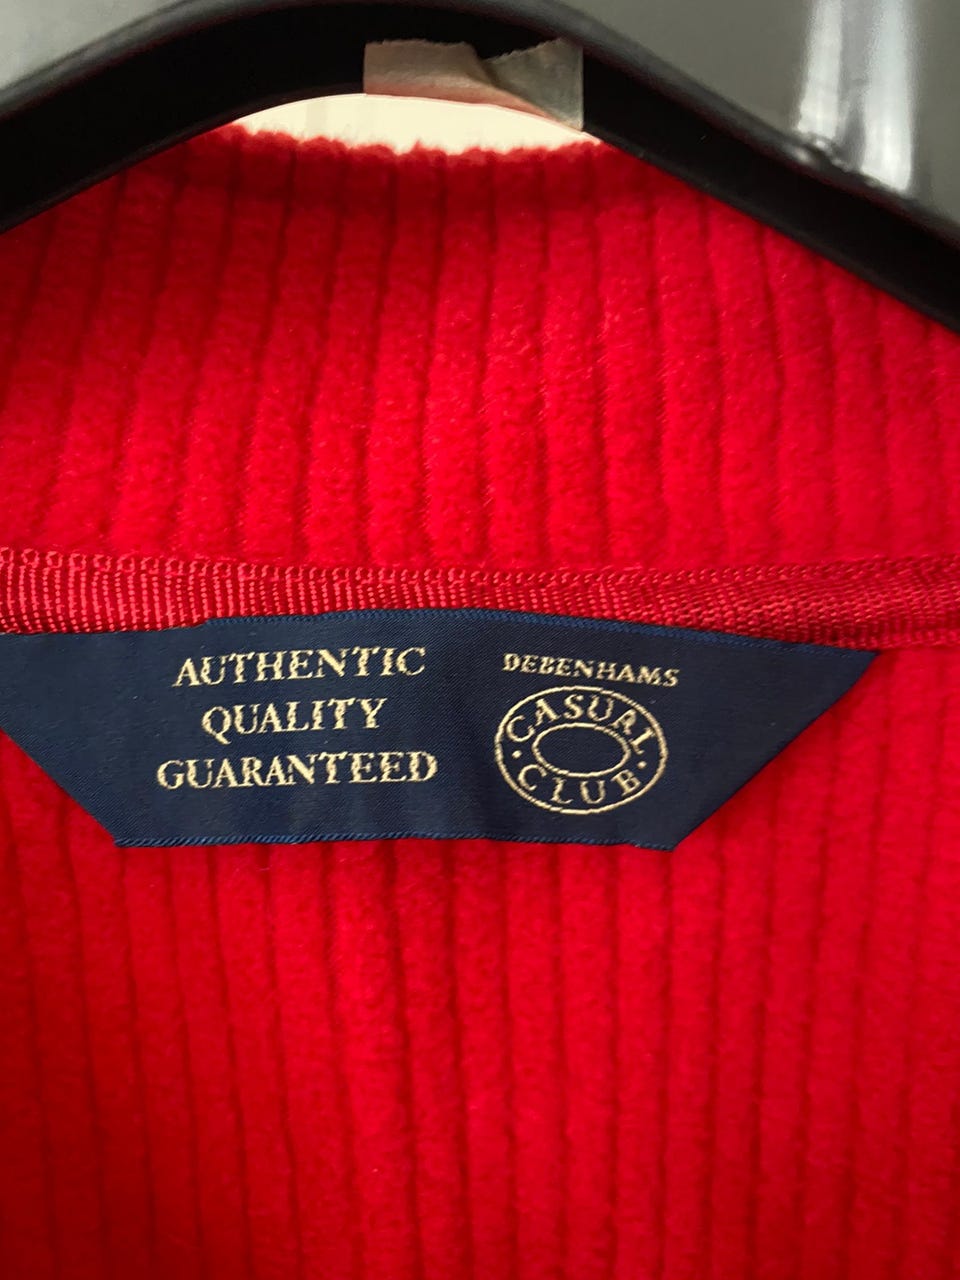 AUTHENTIC
QUALITY
GUARANTEED
DEBENHAMS
CASUAL
CLUB